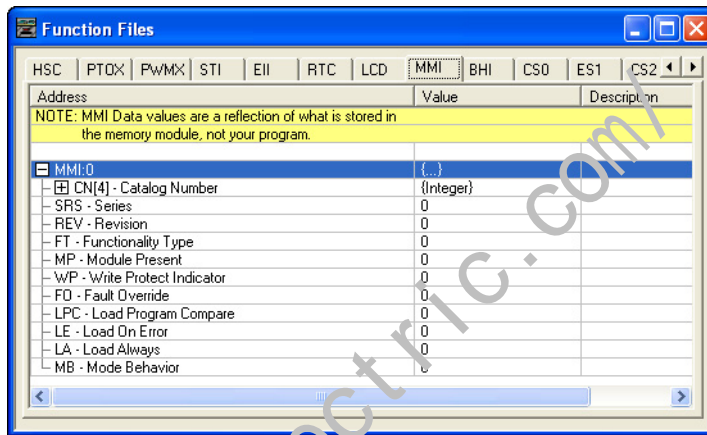 Function Files
HSC PTOX PWMX STI EII RTC LCD MMI BHI CS0 ES1 CS2
Address Value Description
NOTE: MMI Data values are a reflection of what is stored in
the memory module, not your program.
MMI:0 {...}
CN[4] - Catalog Number {Integer}
SRS - Series 0
REV - Revision 0
FT - Functionality Type 0
MP - Module Present 0
WP - Write Protect Indicator 0
FO - Fault Override 0
LPC - Load Program Compare 0
LE - Load On Error 0
LA - Load Always 0
MB - Mode Behavior 0
ectric.com/